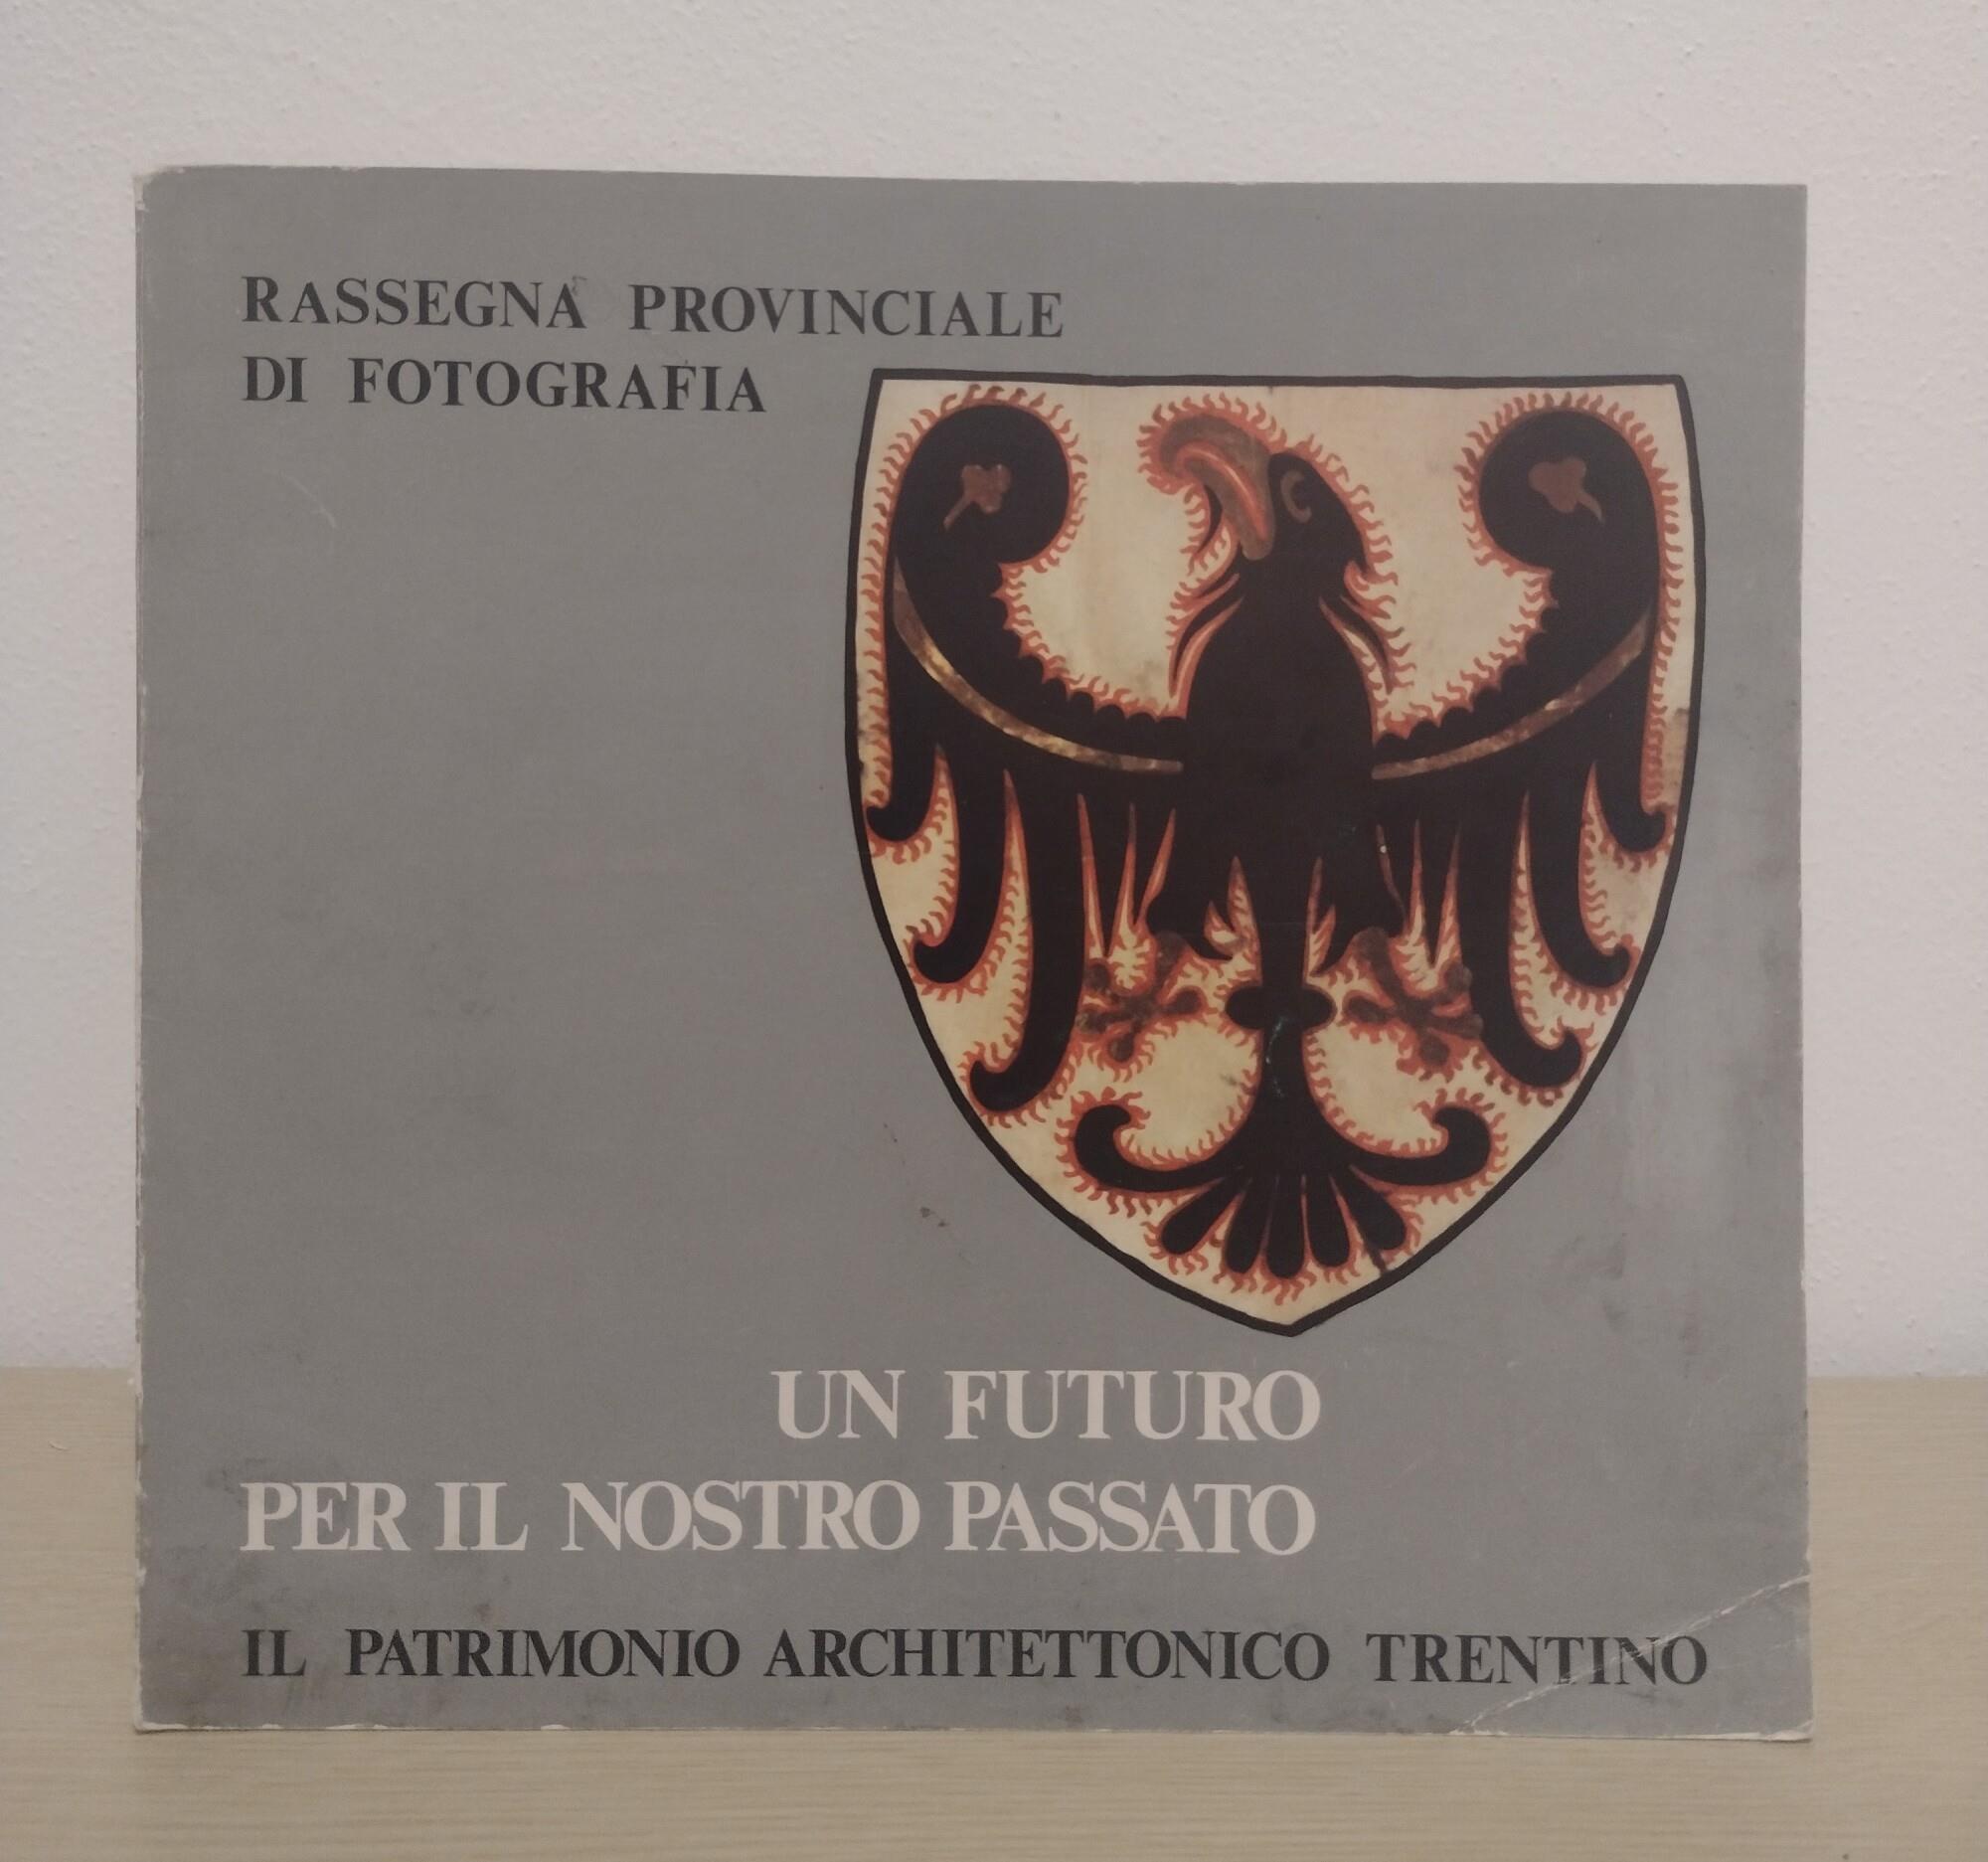 RASSEGNA PROVINCIALE
DI FOTOGRAFIA
UN FUTURO
PER IL NOSTRO PASSATO
IL PATRIMONIO ARCHITETTONICO TRENTINO